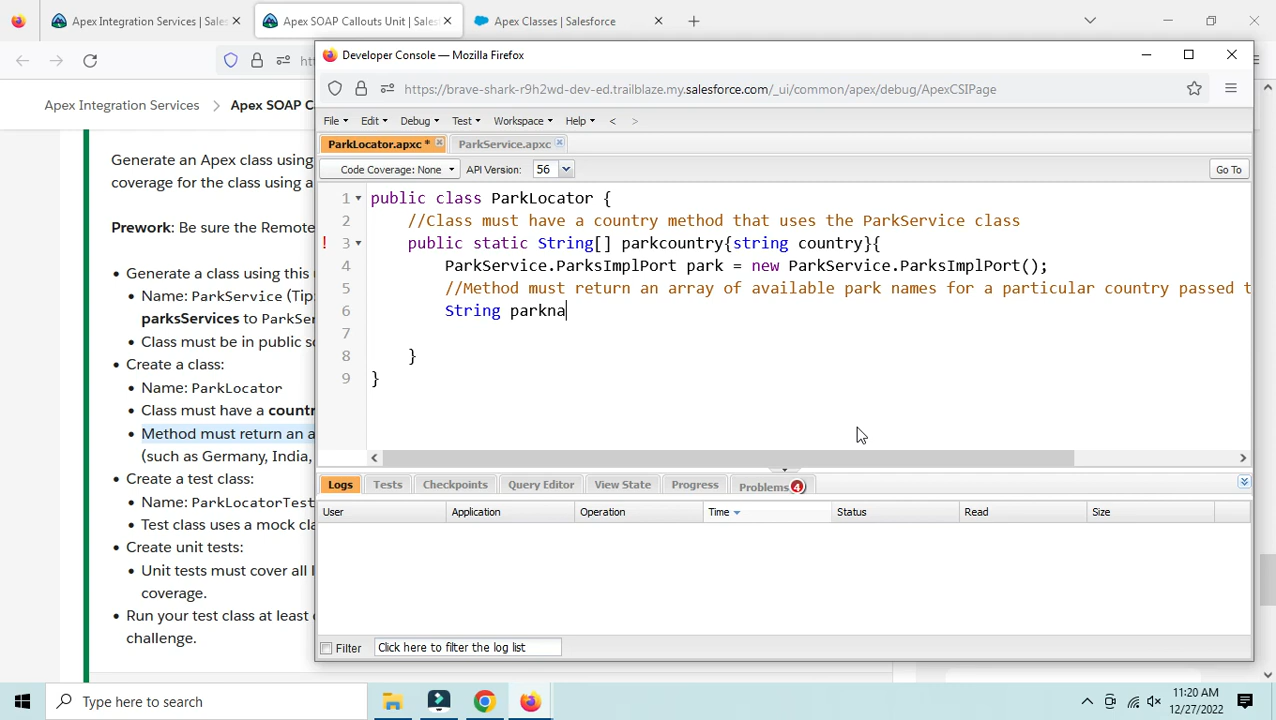 Apex Integration Services | Sales
Apex SOAP Callouts Unit | Sales
Apex Classes | Salesforce
Developer Console — Mozilla Firefox
https://brave-shark-r9h2wd-dev-ed.trailblaze.my.salesforce.com/_ui/common/apex/debug/ApexCSIPage
Apex Integration Services > Apex SOAP C
File Edit Debug Test Workspace Help < >
ParkLocator.apxc * ParkService.apxc
Code Coverage: None API Version: 56 Go To
Generate an Apex class using
coverage for the class using a
Prework: Be sure the Remote
Generate a class using this
Name: ParkService (Tip
parksServices to ParkSer
Class must be in public s
Create a class:
Name: ParkLocator
Class must have a countr
Method must return an a
(such as Germany, India,
Create a test class:
Name: ParkLocatorTest
Test class uses a mock cla
Create unit tests:
Unit tests must cover all l
coverage.
Run your test class at least
challenge.
1 public class ParkLocator {
2 //Class must have a country method that uses the ParkService class
! 3 public static String[] parkcountry{string country}{
4 ParkService.ParksImplPort park = new ParkService.ParksImplPort();
5 //Method must return an array of available park names for a particular country passed t
6 String parkna
7
8 }
9 }
Logs Tests Checkpoints Query Editor View State Progress Problems 4
User Application Operation Time Status Read Size
Filter Click here to filter the log list
Type here to search
11:20 AM
12/27/2022